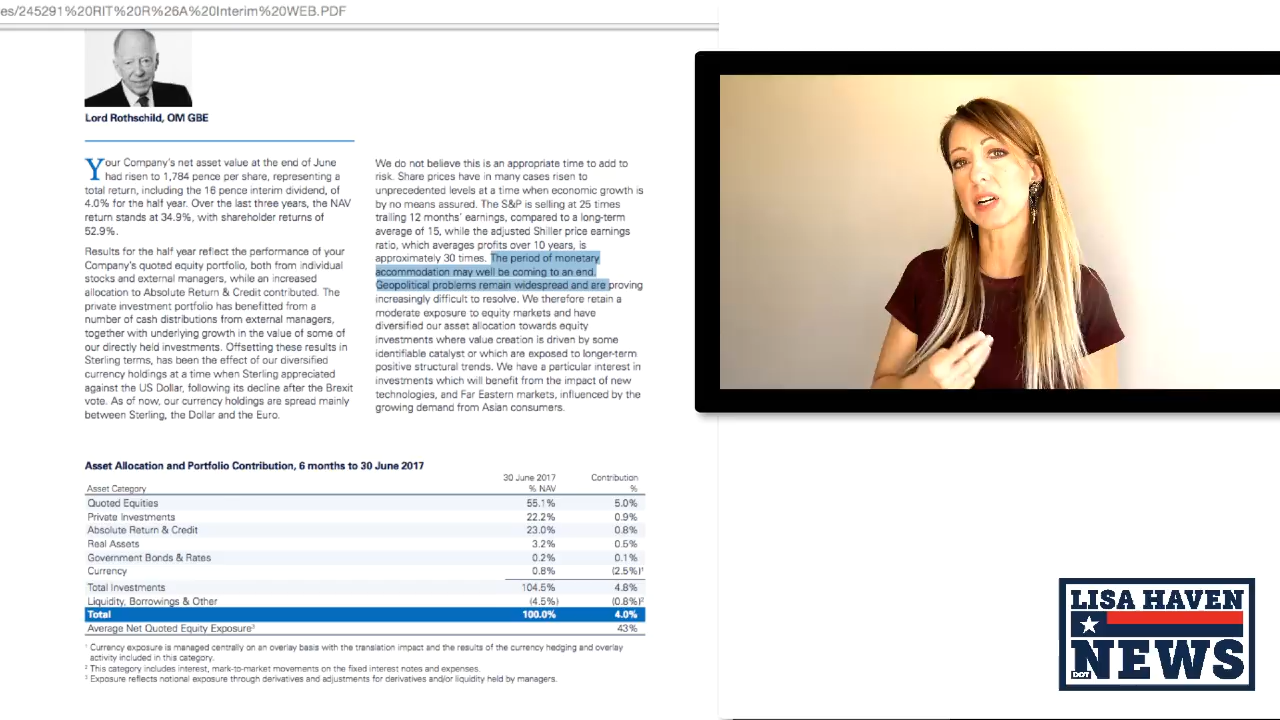 es/245291%20RIT%20R%26A%20Interim%20WEB.PDF
Lord Rothschild, OM GBE
Your Company's net asset value at the end of June
had risen to 1,784 pence per share, representing a
total return, including the 16 pence interim dividend, of
4.0% for the half year. Over the last three years, the NAV
return stands at 34.9%, with shareholder returns of
52.9%.
Results for the half year reflect the performance of your
Company's quoted equity portfolio, both from individual
stocks and external managers, while an increased
allocation to Absolute Return & Credit contributed. The
private investment portfolio has benefitted from a
number of cash distributions from external managers,
together with underlying growth in the value of some of
our directly held investments. Offsetting these results in
Sterling terms, has been the effect of our diversified
currency holdings at a time when Sterling appreciated
against the US Dollar, following its decline after the Brexit
vote. As of now, our currency holdings are spread mainly
between Sterling, the Dollar and the Euro.
We do not believe this is an appropriate time to add to
risk. Share prices have in many cases risen to
unprecedented levels at a time when economic growth is
by no means assured. The S&P is selling at 25 times
trailing 12 months' earnings, compared to a long-term
average of 15, while the adjusted Shiller price earnings
ratio, which averages profits over 10 years, is
approximately 30 times. The period of monetary
accommodation may well be coming to an end.
Geopolitical problems remain widespread and are proving
increasingly difficult to resolve. We therefore retain a
moderate exposure to equity markets and have
diversified our asset allocation towards equity
investments where value creation is driven by some
identifiable catalyst or which are exposed to longer-term
positive structural trends. We have a particular interest in
investments which will benefit from the impact of new
technologies, and Far Eastern markets, influenced by the
growing demand from Asian consumers.
Asset Allocation and Portfolio Contribution, 6 months to 30 June 2017
30 June 2017 Contribution
Asset Category % NAV %
Quoted Equities 55.1% 5.0%
Private Investments 22.2% 0.9%
Absolute Return & Credit 23.0% 0.8%
Real Assets 3.2% 0.5%
Government Bonds & Rates 0.2% 0.1%
Currency 0.8% (2.5%)¹
Total Investments 104.5% 4.8%
Liquidity, Borrowings & Other (4.5%) (0.8%)²
Total 100.0% 4.0%
Average Net Quoted Equity Exposure³ 43%
¹ Currency exposure is managed centrally on an overlay basis with the translation impact and the results of the currency hedging and overlay
activity included in this category.
² This category includes interest, mark-to-market movements on the fixed interest notes and expenses.
³ Exposure reflects notional exposure through derivatives and adjustments for derivatives and/or liquidity held by managers.
LISA HAVEN
DOT NEWS